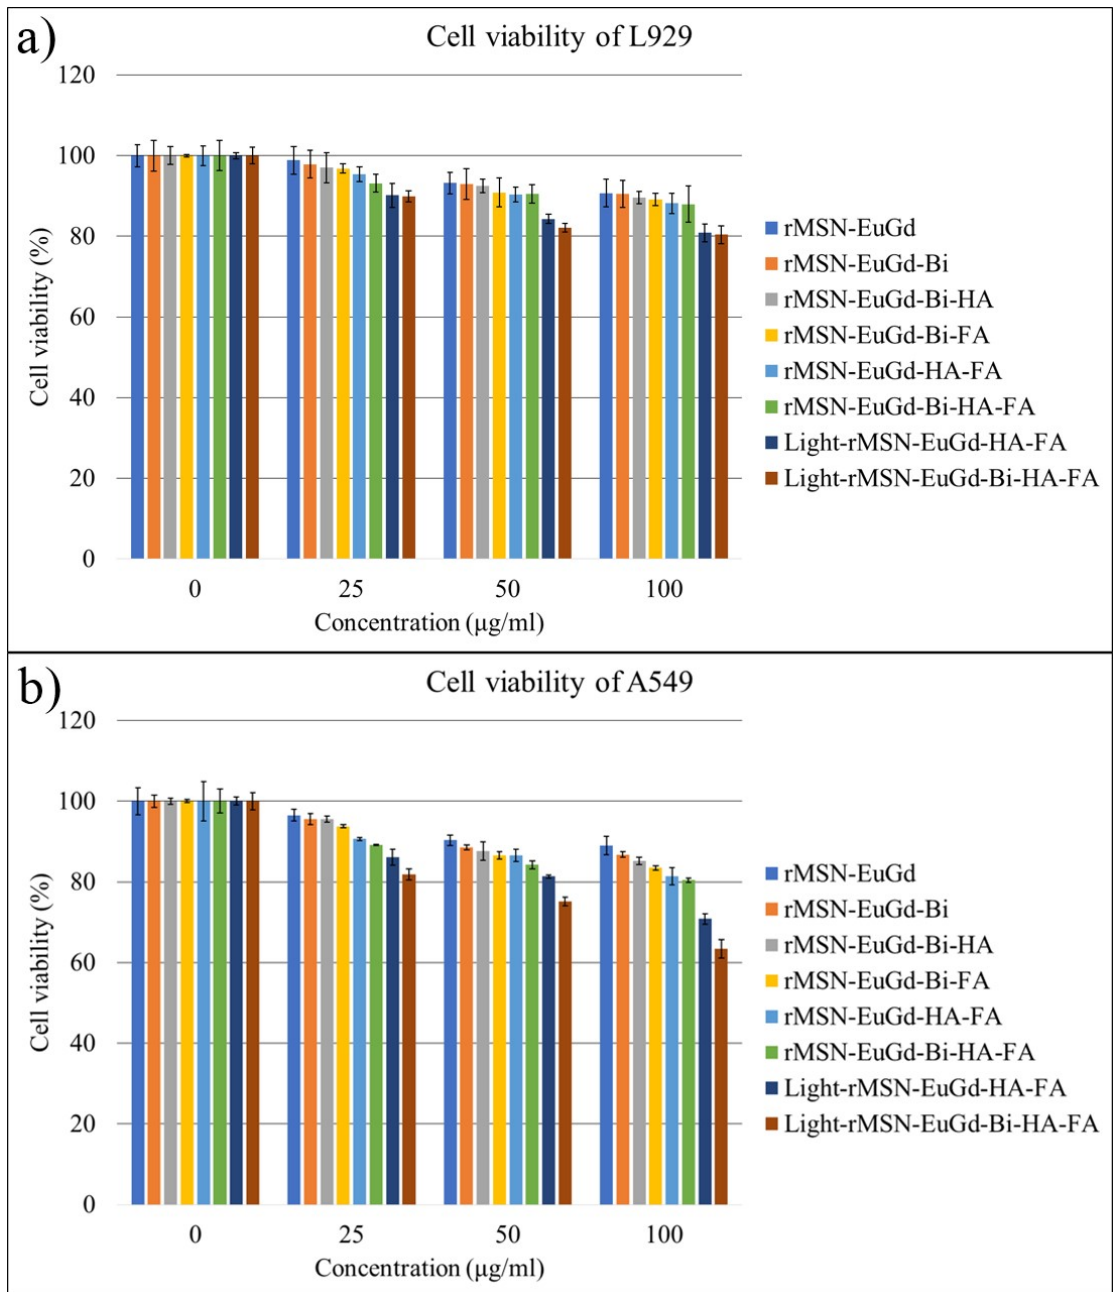 a)
Cell viability of L929
120
100
80
60
40
20
0
Cell viability (%)
0 25 50 100
Concentration (µg/ml)
rMSN-EuGd
rMSN-EuGd-Bi
rMSN-EuGd-Bi-HA
rMSN-EuGd-Bi-FA
rMSN-EuGd-HA-FA
rMSN-EuGd-Bi-HA-FA
Light-rMSN-EuGd-HA-FA
Light-rMSN-EuGd-Bi-HA-FA
b)
Cell viability of A549
120
100
80
60
40
20
0
Cell viability (%)
0 25 50 100
Concentration (µg/ml)
rMSN-EuGd
rMSN-EuGd-Bi
rMSN-EuGd-Bi-HA
rMSN-EuGd-Bi-FA
rMSN-EuGd-HA-FA
rMSN-EuGd-Bi-HA-FA
Light-rMSN-EuGd-HA-FA
Light-rMSN-EuGd-Bi-HA-FA